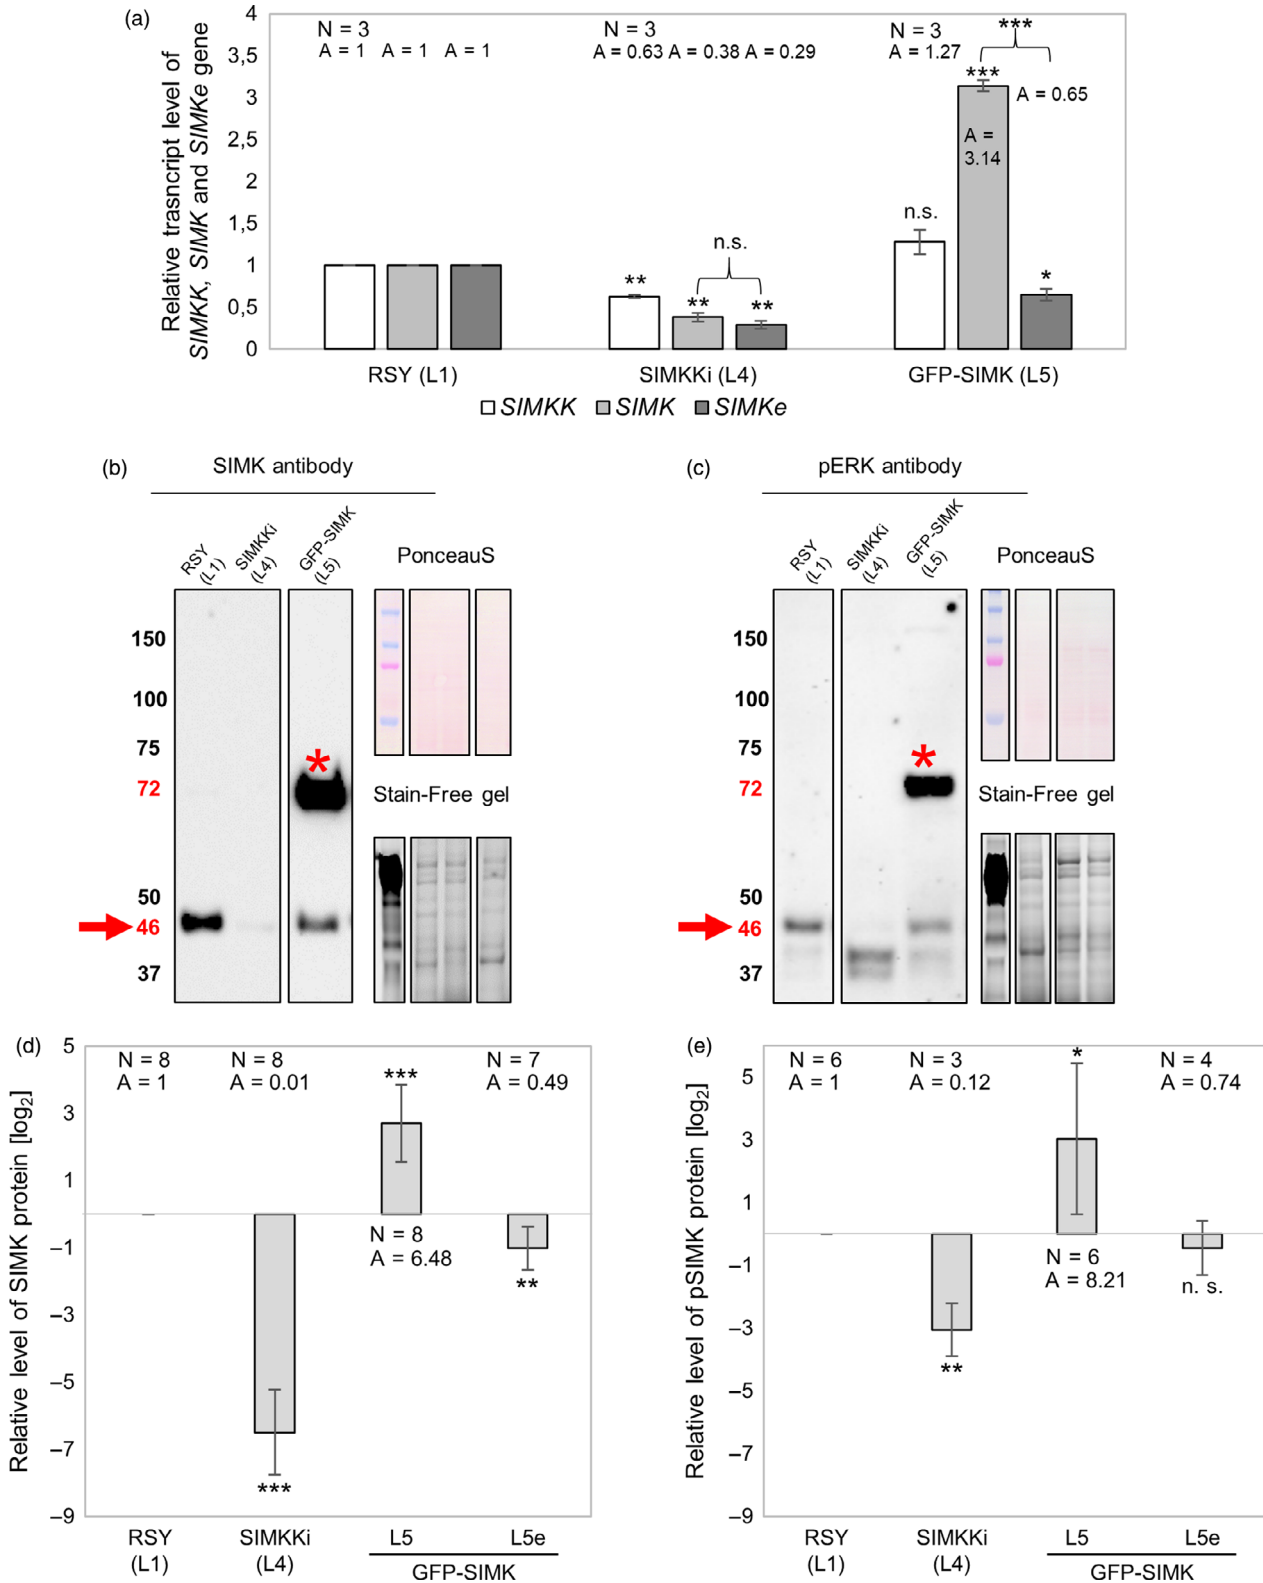 (a)
Relative trasncript level of
SIMKK, SIMK and SIMKe gene
4
3,5
3
2,5
2
1,5
1
0,5
0
N = 3
A = 1 A = 1 A = 1
N = 3
A = 0.63 A = 0.38 A = 0.29
N = 3
A = 1.27
***
***
A = 0.65
A =
3.14
n.s.
n.s.
**
**
**
*
RSY (L1)
SIMKKi (L4)
GFP-SIMK (L5)
SIMKK SIMK SIMKe
(b)
SIMK antibody
RSY
(L1)
SIMKKi
(L4)
GFP-SIMK
(L5)
PonceauS
150
100
75
*
72
Stain-Free gel
50
46
37
(c)
pERK antibody
RSY
(L1)
SIMKKi
(L4)
GFP-SIMK
(L5)
PonceauS
150
100
75
*
72
Stain-Free gel
50
46
37
(d)
Relative level of SIMK protein [log2]
5
3
1
–1
–3
–5
–7
–9
N = 8
A = 1
N = 8
A = 0.01
***
N = 7
A = 0.49
N = 8
A = 6.48
**
***
RSY
(L1)
SIMKKi
(L4)
L5
L5e
GFP-SIMK
(e)
Relative level of pSIMK protein [log2]
5
3
1
–1
–3
–5
–7
–9
N = 6
A = 1
N = 3
A = 0.12
*
N = 4
A = 0.74
N = 6
A = 8.21
n. s.
**
RSY
(L1)
SIMKKi
(L4)
L5
L5e
GFP-SIMK